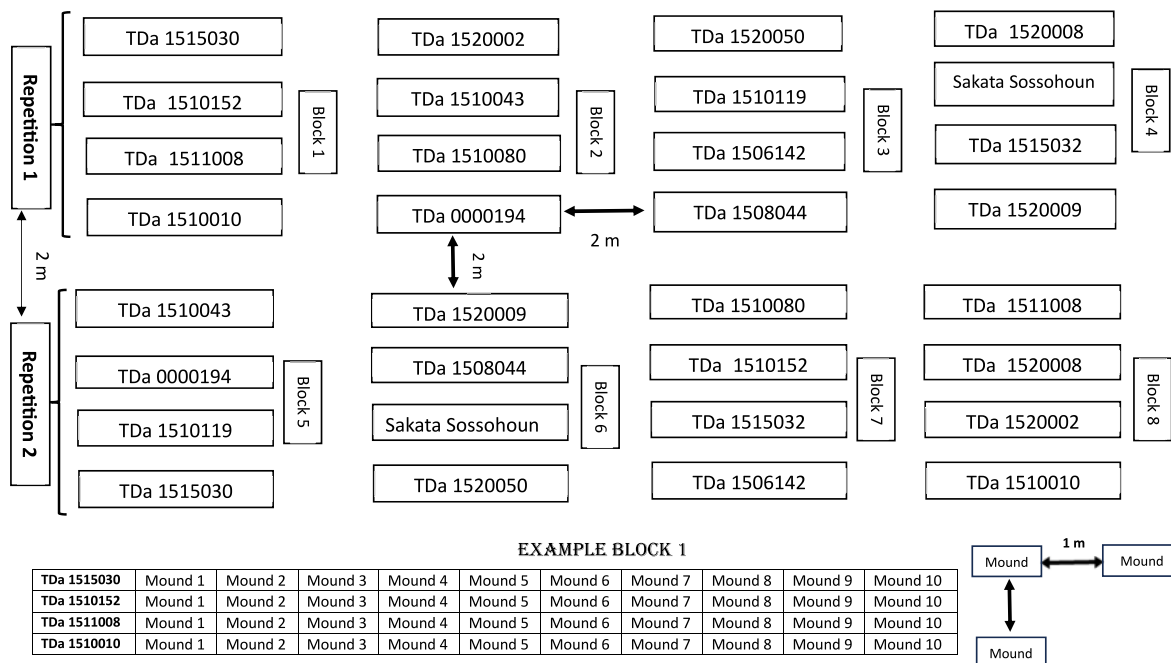 Repetition 1
TDa 1515030
TDa 1510152
TDa 1511008
TDa 1510010
Block 1
TDa 1520002
TDa 1510043
TDa 1510080
TDa 0000194
Block 2
TDa 1520050
TDa 1510119
TDa 1506142
TDa 1508044
Block 3
TDa 1520008
Sakata Sossohoun
TDa 1515032
TDa 1520009
Block 4
2 m
2 m
2 m
Repetition 2
TDa 1510043
TDa 0000194
TDa 1510119
TDa 1515030
Block 5
TDa 1520009
TDa 1508044
Sakata Sossohoun
TDa 1520050
Block 6
TDa 1510080
TDa 1510152
TDa 1515032
TDa 1506142
Block 7
TDa 1511008
TDa 1520008
TDa 1520002
TDa 1510010
Block 8
EXAMPLE BLOCK 1
TDa 1515030 Mound 1 Mound 2 Mound 3 Mound 4 Mound 5 Mound 6 Mound 7 Mound 8 Mound 9 Mound 10
TDa 1510152 Mound 1 Mound 2 Mound 3 Mound 4 Mound 5 Mound 6 Mound 7 Mound 8 Mound 9 Mound 10
TDa 1511008 Mound 1 Mound 2 Mound 3 Mound 4 Mound 5 Mound 6 Mound 7 Mound 8 Mound 9 Mound 10
TDa 1510010 Mound 1 Mound 2 Mound 3 Mound 4 Mound 5 Mound 6 Mound 7 Mound 8 Mound 9 Mound 10
1 m
Mound Mound
Mound